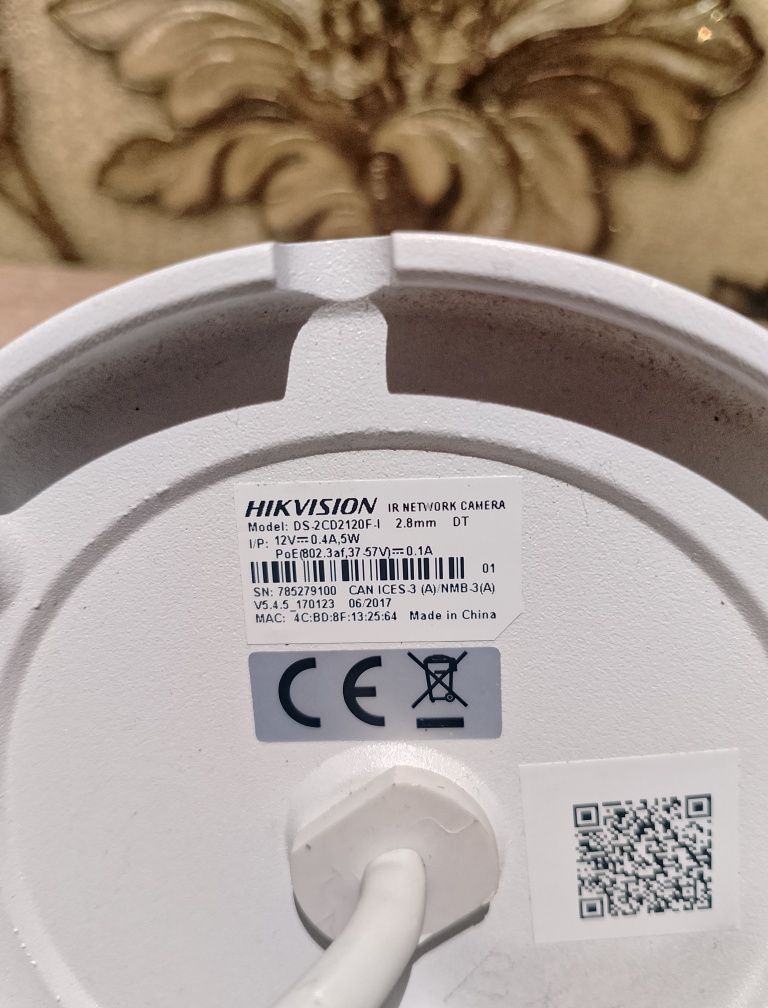 HIKVISION IR NETWORK CAMERA
Model: DS-2CD2120F-I 2.8mm DT
I/P: 12V⎓0.4A,5W
PoE(802.3af,37-57V)⎓0.1A
01
SN: 785279100 CAN ICES-3 (A)/NMB-3(A)
V5.4.5_170123 06/2017
MAC: 4C:BD:8F:13:25:64 Made in China
CE